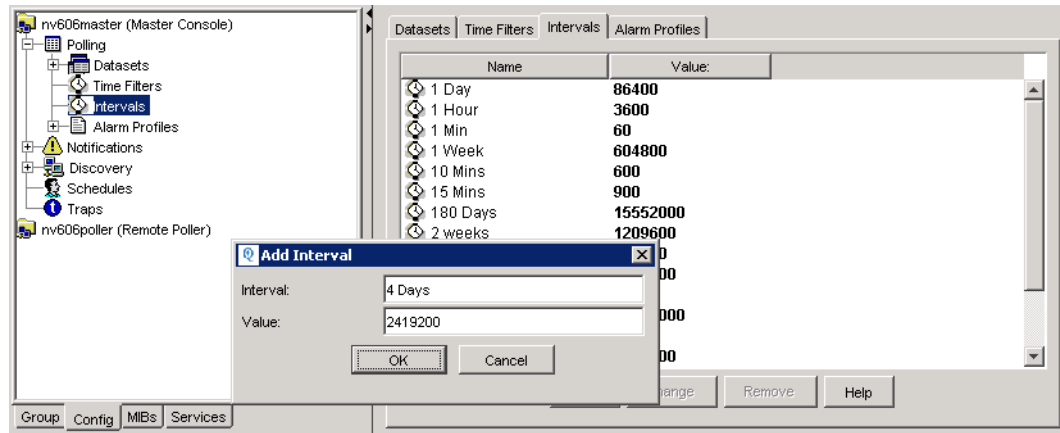 nv606master (Master Console)
Polling
Datasets
Time Filters
Intervals
Alarm Profiles
Notifications
Discovery
Schedules
Traps
nv606poller (Remote Poller)
Group Config MIBs Services
Datasets Time Filters Intervals Alarm Profiles
Name Value:
1 Day 86400
1 Hour 3600
1 Min 60
1 Week 604800
10 Mins 600
15 Mins 900
180 Days 15552000
2 weeks 1209600
Add Interval
Interval: 4 Days
Value: 2419200
OK Cancel
Remove Help